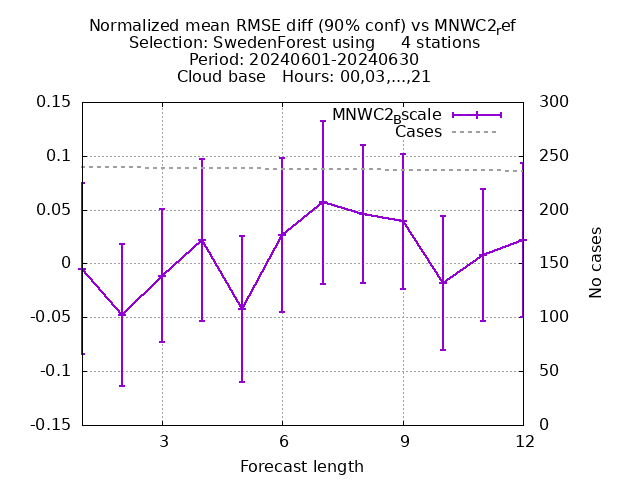 Normalized mean RMSE diff (90% conf) vs MNWC2ref
Selection: SwedenForest using 4 stations
Period: 20240601-20240630
Cloud base Hours: 00,03,...,21
MNWC2Bscale
Cases
0.15
0.1
0.05
0
-0.05
-0.1
-0.15
300
250
200
150
100
50
0
No cases
3 6 9 12
Forecast length